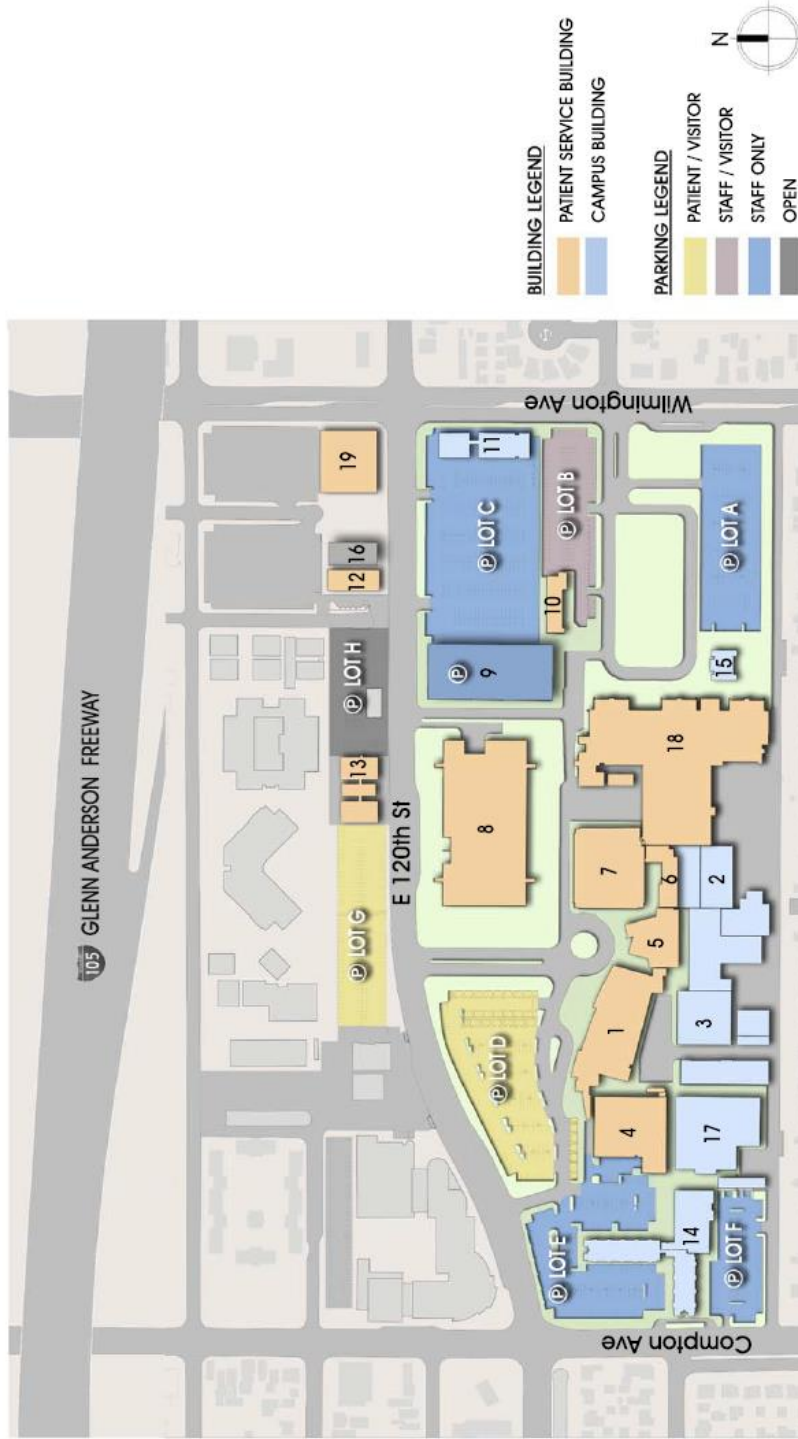 105 GLENN ANDERSON FREEWAY
19
16
12
Ⓟ LOT H
13
Ⓟ LOT G
E 120th St
Wilmington Ave
11
Ⓟ LOT C
Ⓟ LOT B
10
Ⓟ
9
Ⓟ LOT A
15
8
18
7
6
2
5
1
3
Ⓟ LOT D
4
17
14
Ⓟ LOT E
Ⓟ LOT F
Compton Ave
BUILDING LEGEND
PATIENT SERVICE BUILDING
CAMPUS BUILDING
PARKING LEGEND
PATIENT / VISITOR
STAFF / VISITOR
STAFF ONLY
OPEN
N